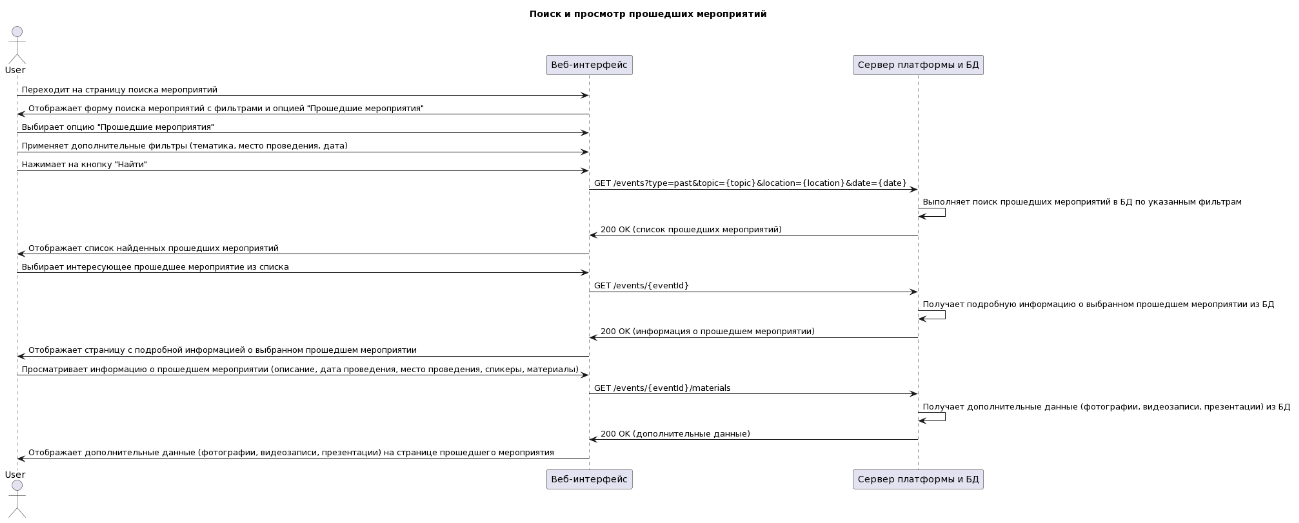 Поиск и просмотр прошедших мероприятий
User
Веб-интерфейс
Сервер платформы и БД
Переходит на страницу поиска мероприятий
Отображает форму поиска мероприятий с фильтрами и опцией "Прошедшие мероприятия"
Выбирает опцию "Прошедшие мероприятия"
Применяет дополнительные фильтры (тематика, место проведения, дата)
Нажимает на кнопку "Найти"
GET /events?type=past&topic={topic}&location={location}&date={date}
Выполняет поиск прошедших мероприятий в БД по указанным фильтрам
200 OK (список прошедших мероприятий)
Отображает список найденных прошедших мероприятий
Выбирает интересующее прошедшее мероприятие из списка
GET /events/{eventId}
Получает подробную информацию о выбранном прошедшем мероприятии из БД
200 OK (информация о прошедшем мероприятии)
Отображает страницу с подробной информацией о выбранном прошедшем мероприятии
Просматривает информацию о прошедшем мероприятии (описание, дата проведения, место проведения, спикеры, материалы)
GET /events/{eventId}/materials
Получает дополнительные данные (фотографии, видеозаписи, презентации) из БД
200 OK (дополнительные данные)
Отображает дополнительные данные (фотографии, видеозаписи, презентации) на странице прошедшего мероприятия
User
Веб-интерфейс
Сервер платформы и БД